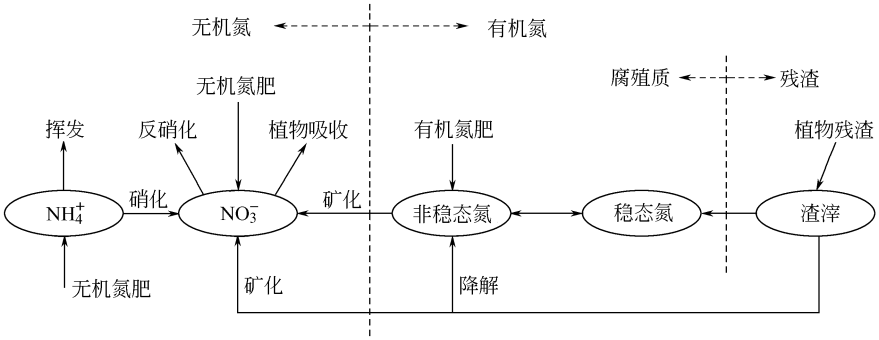 无机氮
有机氮
腐殖质
残渣
无机氮肥
挥发
反硝化
植物吸收
有机氮肥
植物残渣
硝化
矿化
NH₄⁺
NO₃⁻
非稳态氮
稳态氮
渣滓
无机氮肥
矿化
降解